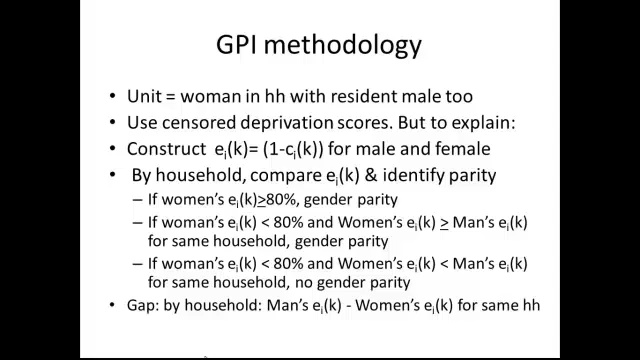 GPI methodology
• Unit = woman in hh with resident male too
• Use censored deprivation scores. But to explain:
• Construct eᵢ(k)= (1-cᵢ(k)) for male and female
• By household, compare eᵢ(k) & identify parity
– If women's eᵢ(k)≥80%, gender parity
– If woman's eᵢ(k) < 80% and Women's eᵢ(k) ≥ Man's eᵢ(k)
for same household, gender parity
– If woman's eᵢ(k) < 80% and Women's eᵢ(k) < Man's eᵢ(k)
for same household, no gender parity
• Gap: by household: Man's eᵢ(k) - Women's eᵢ(k) for same hh